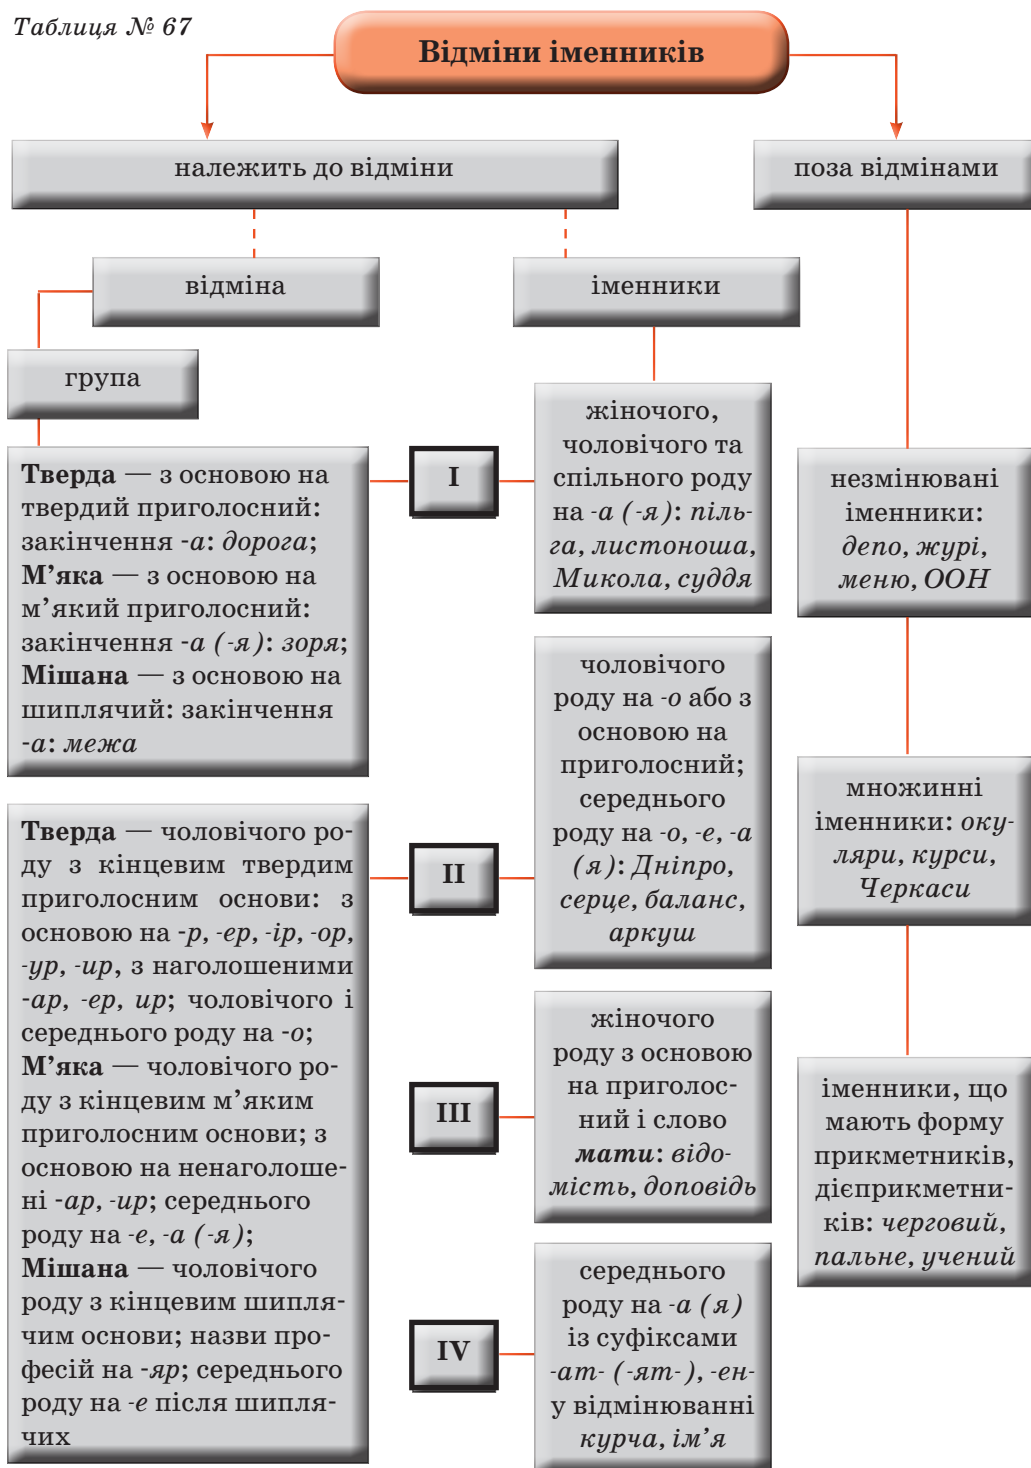 Таблиця № 67
Відміни іменників
належить до відміни
поза відмінами
відміна
іменники
група
Тверда — з основою на
твердий приголосний:
закінчення -а: дорога;
М’яка — з основою на
м’який приголосний:
закінчення -а (-я): зоря;
Мішана — з основою на
шиплячий: закінчення
-а: межа
I
жіночого,
чоловічого та
спільного роду
на -а (-я): піль-
га, листоноша,
Микола, суддя
Тверда — чоловічого ро-
ду з кінцевим твердим
приголосним основи: з
основою на -р, -ер, -ір, -ор,
-ур, -ир, з наголошеними
-ар, -ер, ир; чоловічого і
середнього роду на -о;
М’яка — чоловічого ро-
ду з кінцевим м’яким
приголосним основи; з
основою на ненаголоше-
ні -ар, -ир; середнього
роду на -е, -а (-я);
Мішана — чоловічого
роду з кінцевим шипля-
чим основи; назви про-
фесій на -яр; середнього
роду на -е після шипля-
чих
II
чоловічого
роду на -о або з
основою на
приголосний;
середнього
роду на -о, -е, -а
(я): Дніпро,
серце, баланс,
аркуш
III
жіночого
роду з основою
на приголос-
ний і слово
мати: відо-
мість, доповідь
IV
середнього
роду на -а (я)
із суфіксами
-ат- (-ят-), -ен-
у відмінюванні
курча, ім’я
незмінювані
іменники:
депо, журі,
меню, ООН
множинні
іменники: оку-
ляри, курси,
Черкаси
іменники, що
мають форму
прикметників,
дієприкметни-
ків: черговий,
пальне, учений